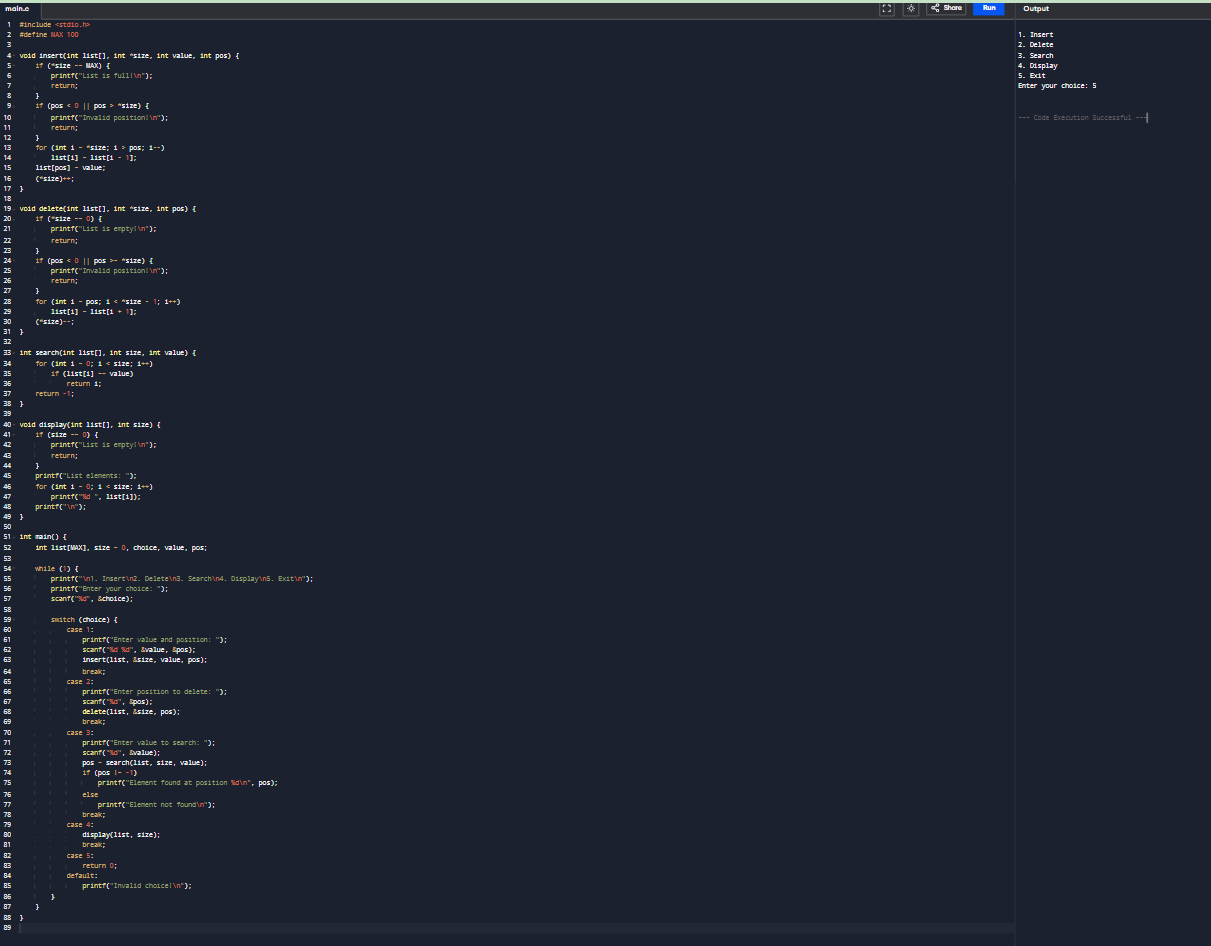 main.c
Share
Run
Output
1 #include <stdio.h>
2 #define MAX 100
3
4 void insert(int list[], int *size, int value, int pos) {
5 if (*size == MAX) {
6 printf("List is full!\n");
7 return;
8 }
9 if (pos < 0 || pos > *size) {
10 printf("Invalid position!\n");
11 return;
12 }
13 for (int i = *size; i > pos; i--)
14 list[i] = list[i - 1];
15 list[pos] = value;
16 (*size)++;
17 }
18
19 void delete(int list[], int *size, int pos) {
20 if (*size == 0) {
21 printf("List is empty!\n");
22 return;
23 }
24 if (pos < 0 || pos >= *size) {
25 printf("Invalid position!\n");
26 return;
27 }
28 for (int i = pos; i < *size - 1; i++)
29 list[i] = list[i + 1];
30 (*size)--;
31 }
32
33 int search(int list[], int size, int value) {
34 for (int i = 0; i < size; i++)
35 if (list[i] == value)
36 return i;
37 return -1;
38 }
39
40 void display(int list[], int size) {
41 if (size == 0) {
42 printf("List is empty!\n");
43 return;
44 }
45 printf("List elements: ");
46 for (int i = 0; i < size; i++)
47 printf("%d ", list[i]);
48 printf("\n");
49 }
50
51 int main() {
52 int list[MAX], size = 0, choice, value, pos;
53
54 while (1) {
55 printf("\n1. Insert\n2. Delete\n3. Search\n4. Display\n5. Exit\n");
56 printf("Enter your choice: ");
57 scanf("%d", &choice);
58
59 switch (choice) {
60 case 1:
61 printf("Enter value and position: ");
62 scanf("%d %d", &value, &pos);
63 insert(list, &size, value, pos);
64 break;
65 case 2:
66 printf("Enter position to delete: ");
67 scanf("%d", &pos);
68 delete(list, &size, pos);
69 break;
70 case 3:
71 printf("Enter value to search: ");
72 scanf("%d", &value);
73 pos = search(list, size, value);
74 if (pos != -1)
75 printf("Element found at position %d\n", pos);
76 else
77 printf("Element not found\n");
78 break;
79 case 4:
80 display(list, size);
81 break;
82 case 5:
83 return 0;
84 default:
85 printf("Invalid choice!\n");
86 }
87 }
88 }
89
1. Insert
2. Delete
3. Search
4. Display
5. Exit
Enter your choice: 5
=== Code Execution Successful ===